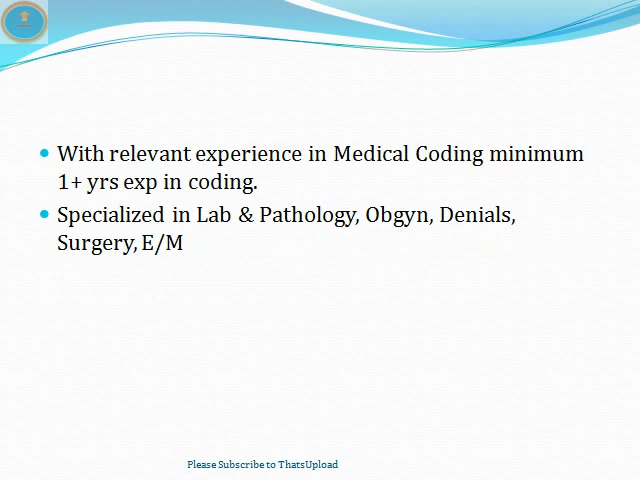 With relevant experience in Medical Coding minimum
1+ yrs exp in coding.
Specialized in Lab & Pathology, Obgyn, Denials,
Surgery, E/M
Please Subscribe to ThatsUpload